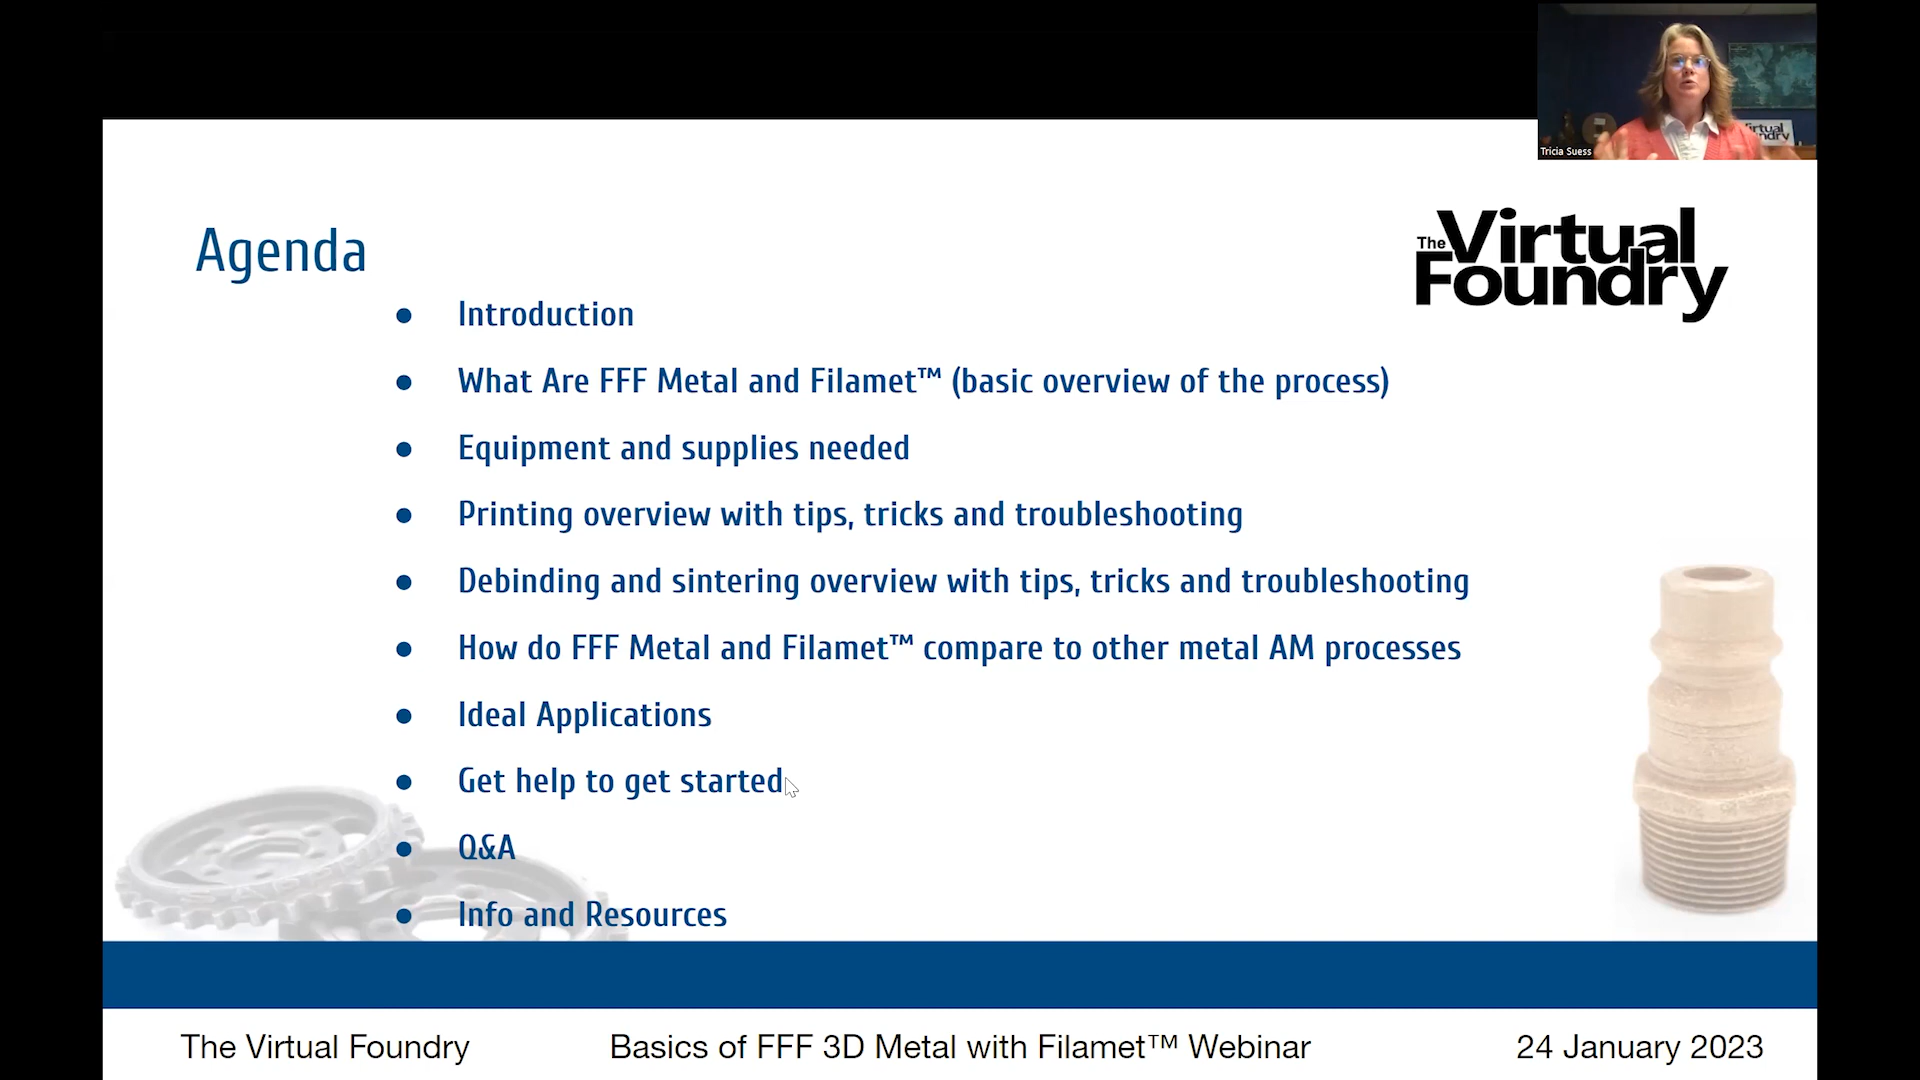 Tricia Suess
Virtual
Foundry
Agenda
The Virtual
Foundry
● Introduction
● What Are FFF Metal and Filamet™ (basic overview of the process)
● Equipment and supplies needed
● Printing overview with tips, tricks and troubleshooting
● Debinding and sintering overview with tips, tricks and troubleshooting
● How do FFF Metal and Filamet™ compare to other metal AM processes
● Ideal Applications
● Get help to get started
● Q&A
● Info and Resources
The Virtual Foundry
Basics of FFF 3D Metal with Filamet™ Webinar
24 January 2023